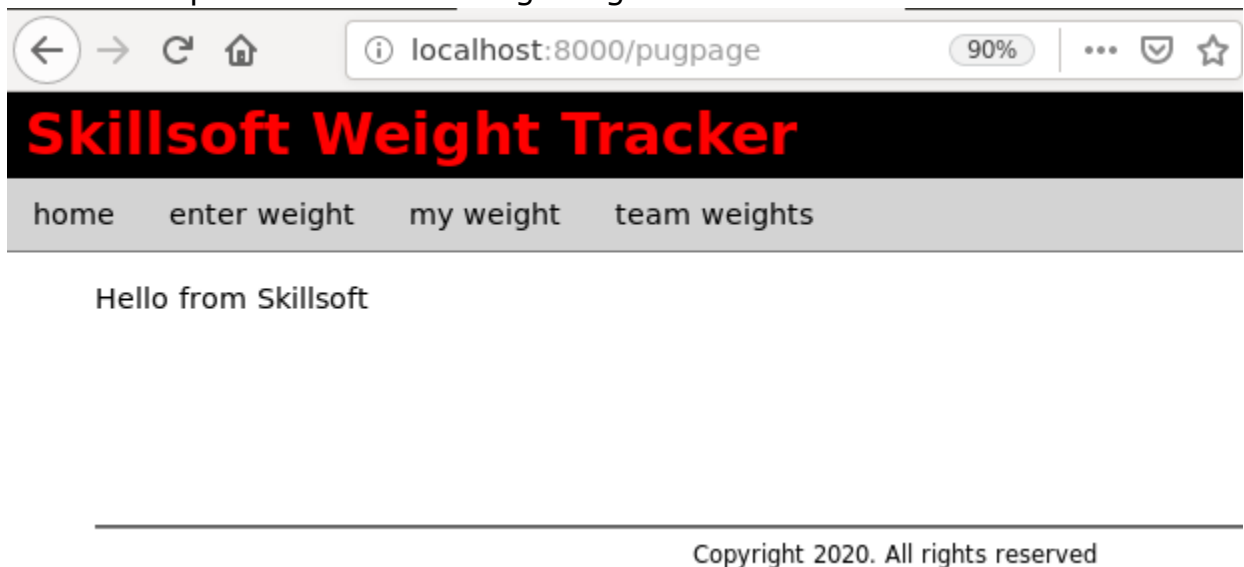 localhost:8000/pugpage 90%
Skillsoft Weight Tracker
home enter weight my weight team weights
Hello from Skillsoft
Copyright 2020. All rights reserved